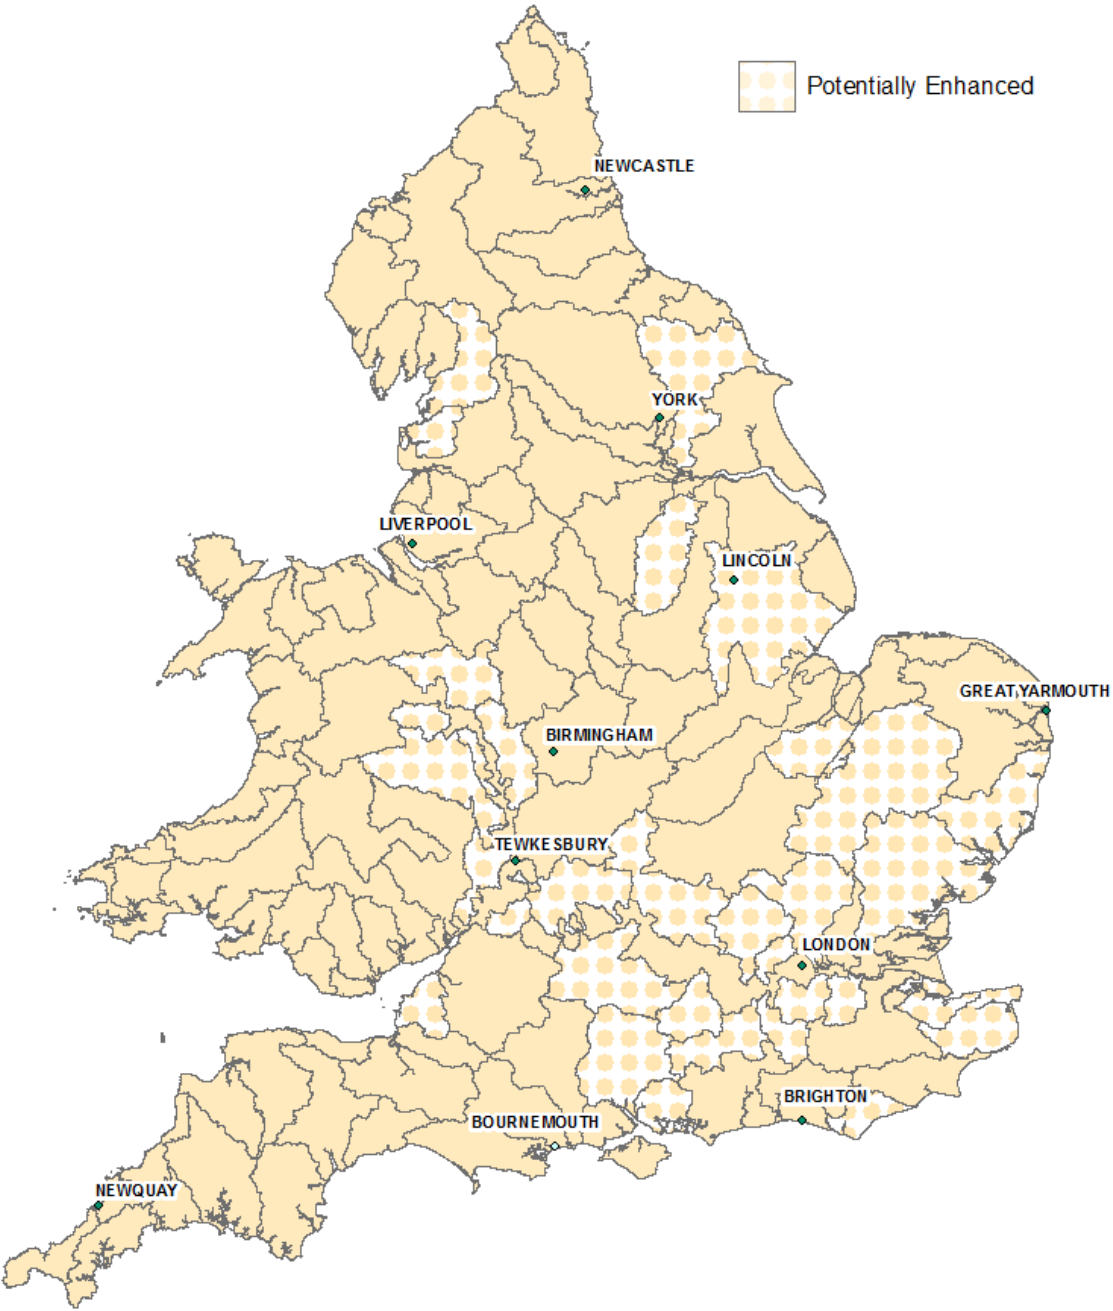 Potentially Enhanced
NEWCASTLE
YORK
LIVERPOOL
LINCOLN
GREAT YARMOUTH
BIRMINGHAM
TEWKESBURY
LONDON
BRIGHTON
BOURNEMOUTH
NEWQUAY